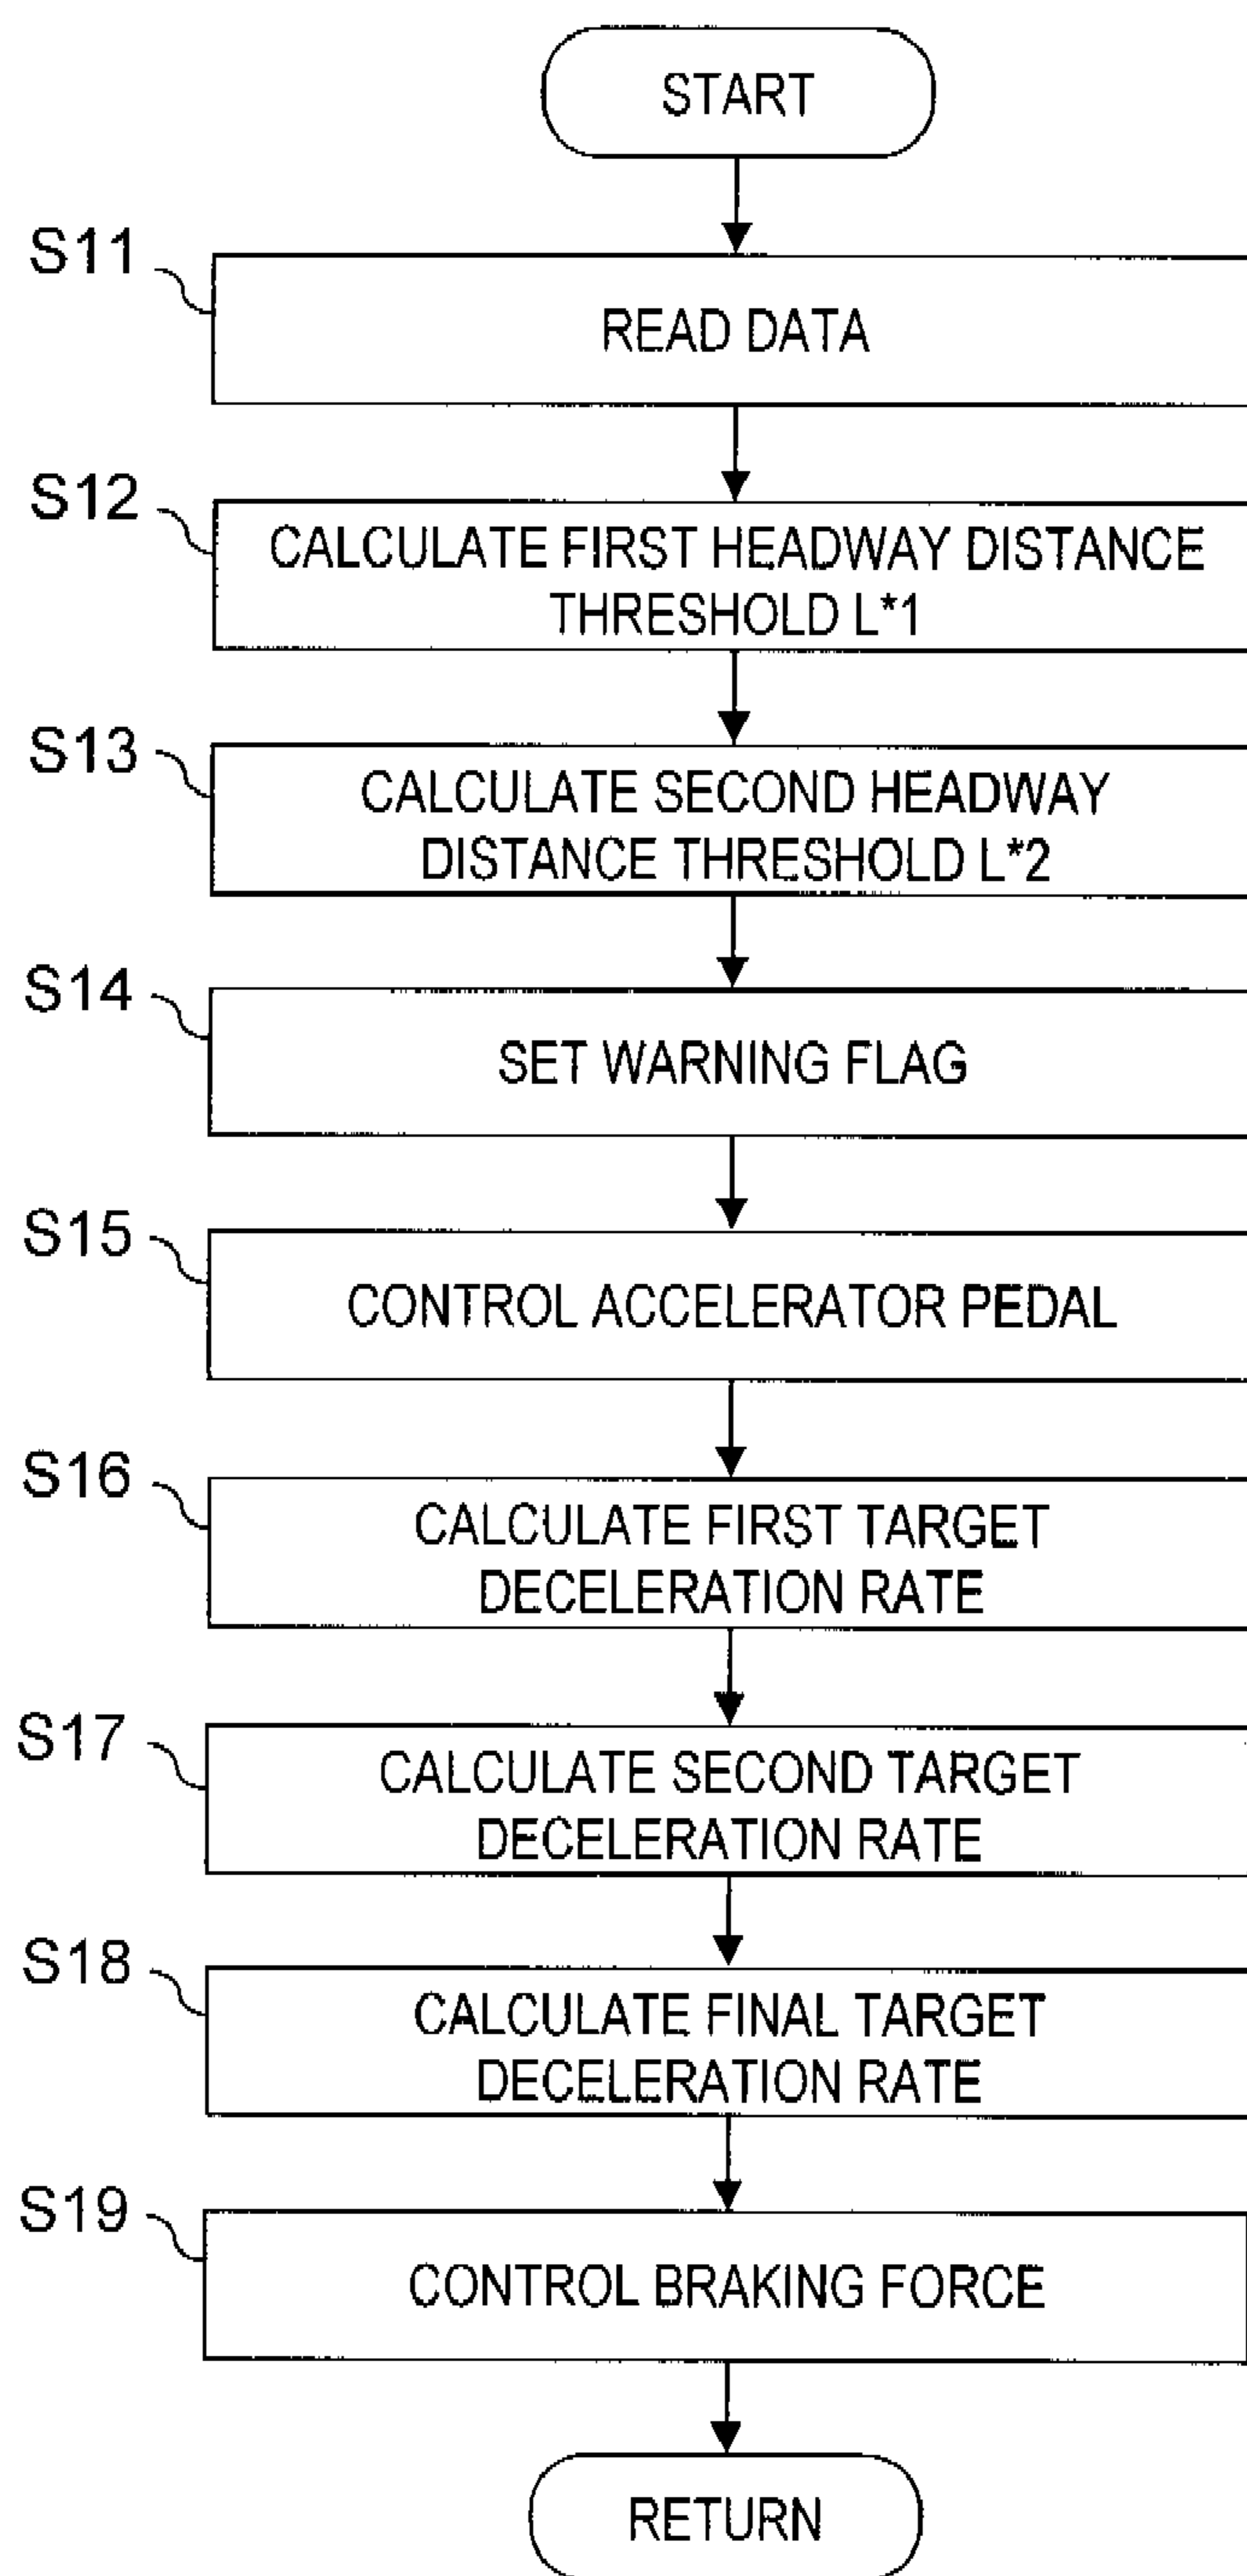 START
S11
READ DATA
S12
CALCULATE FIRST HEADWAY DISTANCE
THRESHOLD L*1
S13
CALCULATE SECOND HEADWAY
DISTANCE THRESHOLD L*2
S14
SET WARNING FLAG
S15
CONTROL ACCELERATOR PEDAL
S16
CALCULATE FIRST TARGET
DECELERATION RATE
S17
CALCULATE SECOND TARGET
DECELERATION RATE
S18
CALCULATE FINAL TARGET
DECELERATION RATE
S19
CONTROL BRAKING FORCE
RETURN